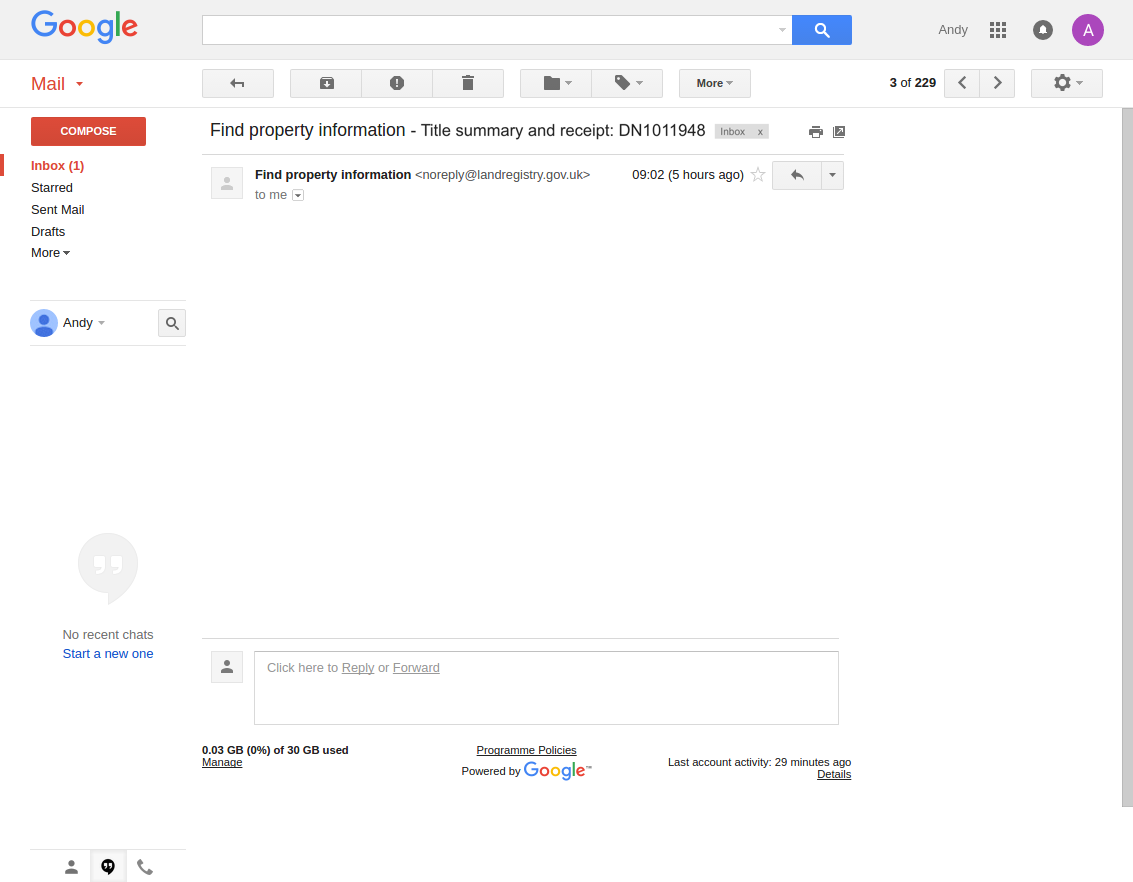 Google
Andy
A
Mail
More
3 of 229
COMPOSE
Find property information - Title summary and receipt: DN1011948
Inbox x
Inbox (1)
Starred
Sent Mail
Drafts
More
Find property information <noreply@landregistry.gov.uk>
09:02 (5 hours ago)
to me
Andy
No recent chats
Start a new one
Click here to Reply or Forward
0.03 GB (0%) of 30 GB used
Manage
Programme Policies
Powered by Google™
Last account activity: 29 minutes ago
Details